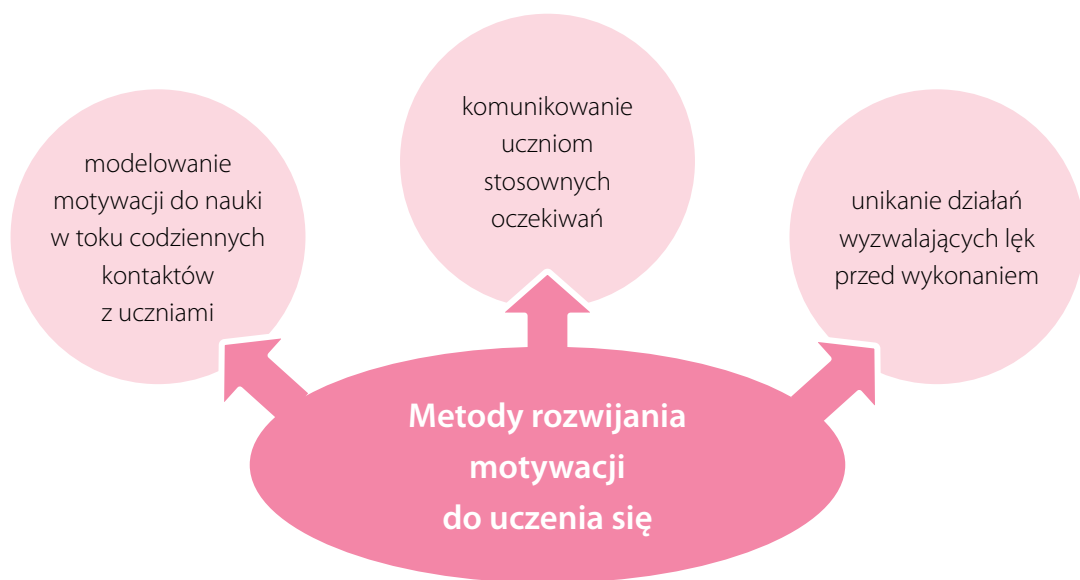 modelowanie
motywacji do nauki
w toku codziennych
kontaktów
z uczniami
komunikowanie
uczniom
stosownych
oczekiwań
unikanie działań
wyzwalających lęk
przed wykonaniem
Metody rozwijania
motywacji
do uczenia się